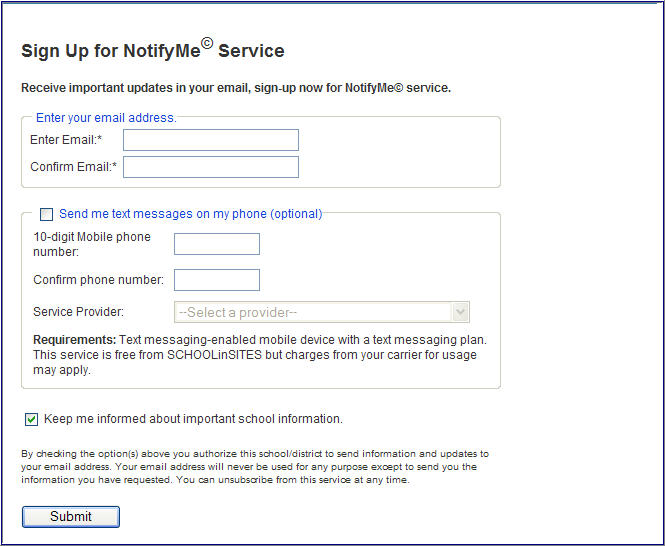 Sign Up for NotifyMe© Service
Receive important updates in your email, sign-up now for NotifyMe© service.
Enter your email address.
Enter Email:*
Confirm Email:*
Send me text messages on my phone (optional)
10-digit Mobile phone
number:
Confirm phone number:
Service Provider: --Select a provider--
Requirements: Text messaging-enabled mobile device with a text messaging plan.
This service is free from SCHOOLinSITES but charges from your carrier for usage
may apply.
Keep me informed about important school information.
By checking the option(s) above you authorize this school/district to send information and updates to
your email address. Your email address will never be used for any purpose except to send you the
information you have requested. You can unsubscribe from this service at any time.
Submit